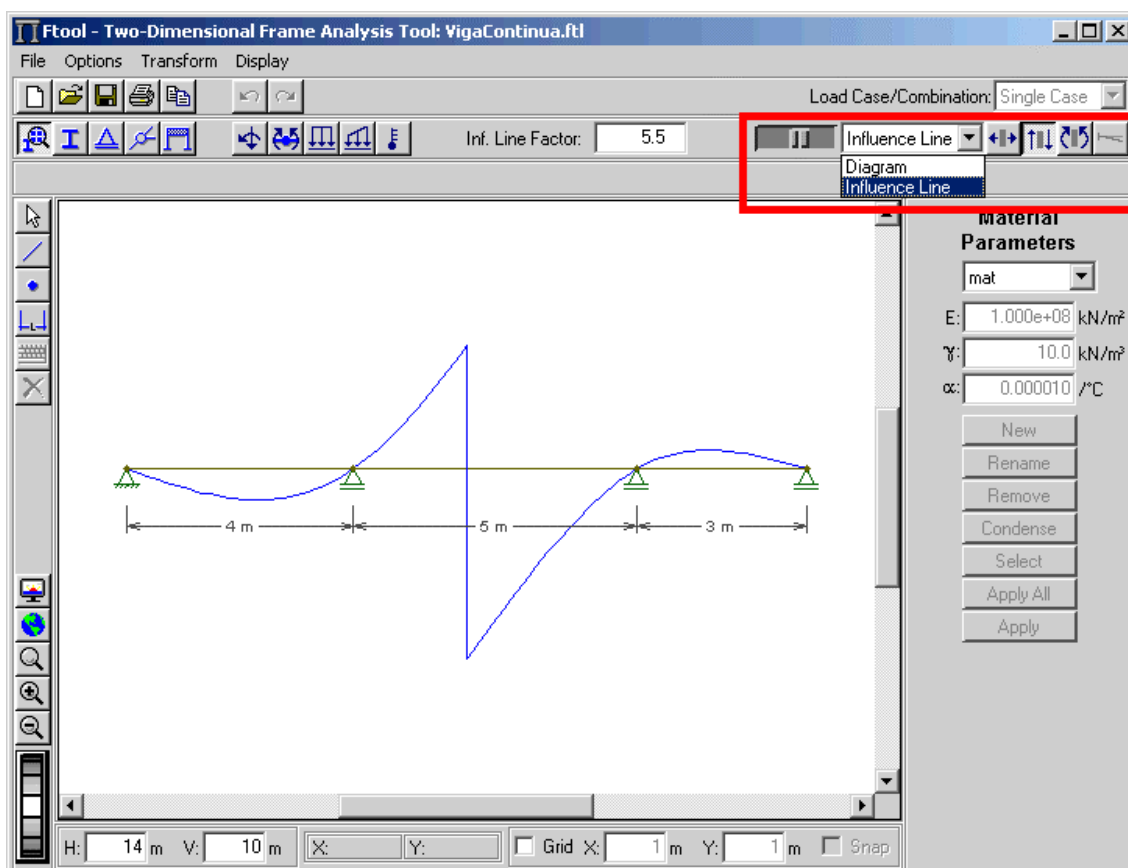 Ftool - Two-Dimensional Frame Analysis Tool: VigaContinua.ftl
File Options Transform Display
Load Case/Combination: Single Case
Inf. Line Factor: 5.5 Influence Line
Diagram
Influence Line
Material
Parameters
mat
E: 1.000e+08 kN/m²
γ: 10.0 kN/m³
α: 0.000010 /°C
New
Rename
Remove
Condense
Select
Apply All
Apply
4 m 5 m 3 m
H: 14 m V: 10 m X: Y: Grid X: 1 m Y: 1 m Snap